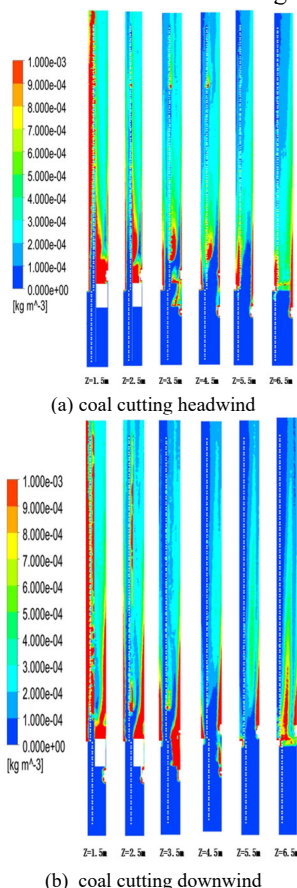 1.000e-03
9.000e-04
8.000e-04
7.000e-04
6.000e-04
5.000e-04
4.000e-04
3.000e-04
2.000e-04
1.000e-04
0.000e+00
[kg m^-3]
Z=1.5m Z=2.5m Z=3.5m Z=4.5m Z=5.5m Z=6.5m
(a) coal cutting headwind
1.000e-03
9.000e-04
8.000e-04
7.000e-04
6.000e-04
5.000e-04
4.000e-04
3.000e-04
2.000e-04
1.000e-04
0.000e+00
[kg m^-3]
Z=1.5m Z=2.5m Z=3.5m Z=4.5m Z=5.5m Z=6.5m
(b) coal cutting downwind